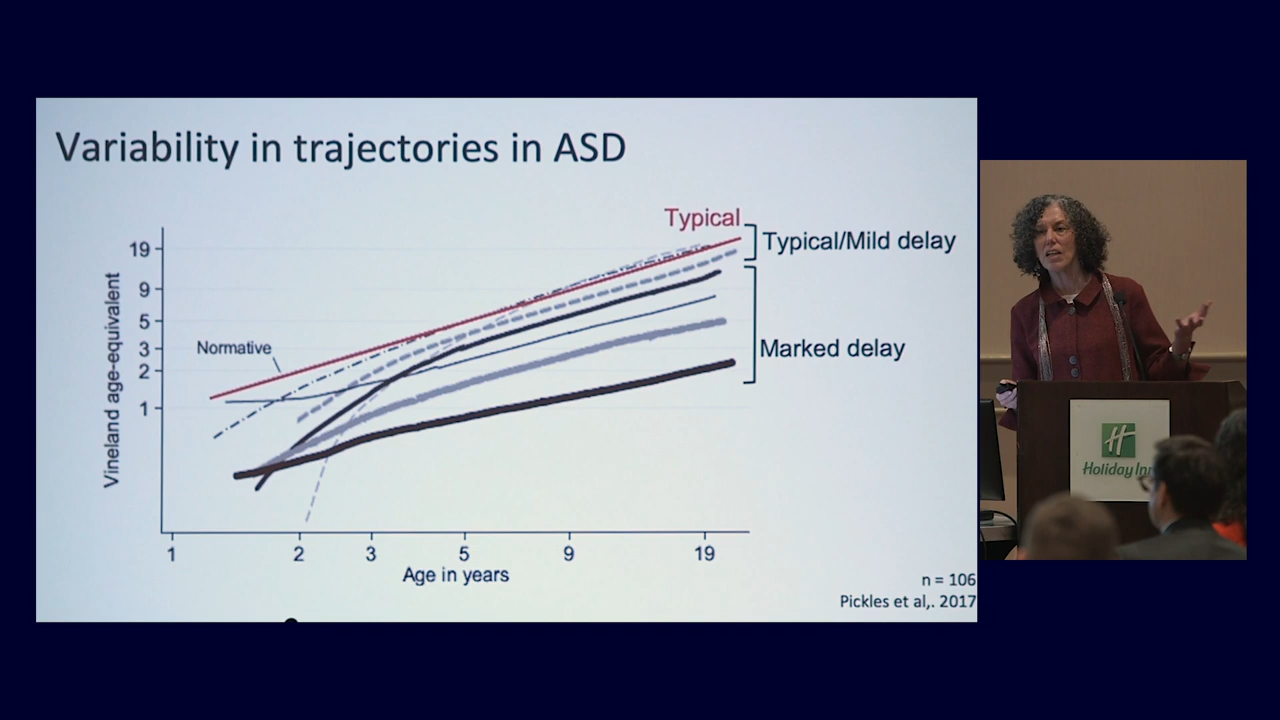 Variability in trajectories in ASD
Typical
Typical/Mild delay
19
9
5
3
2
1
Vineland age-equivalent
Normative
Marked delay
1
2
3
5
9
19
Age in years
n = 106
Pickles et al,. 2017
H
Holiday Inn